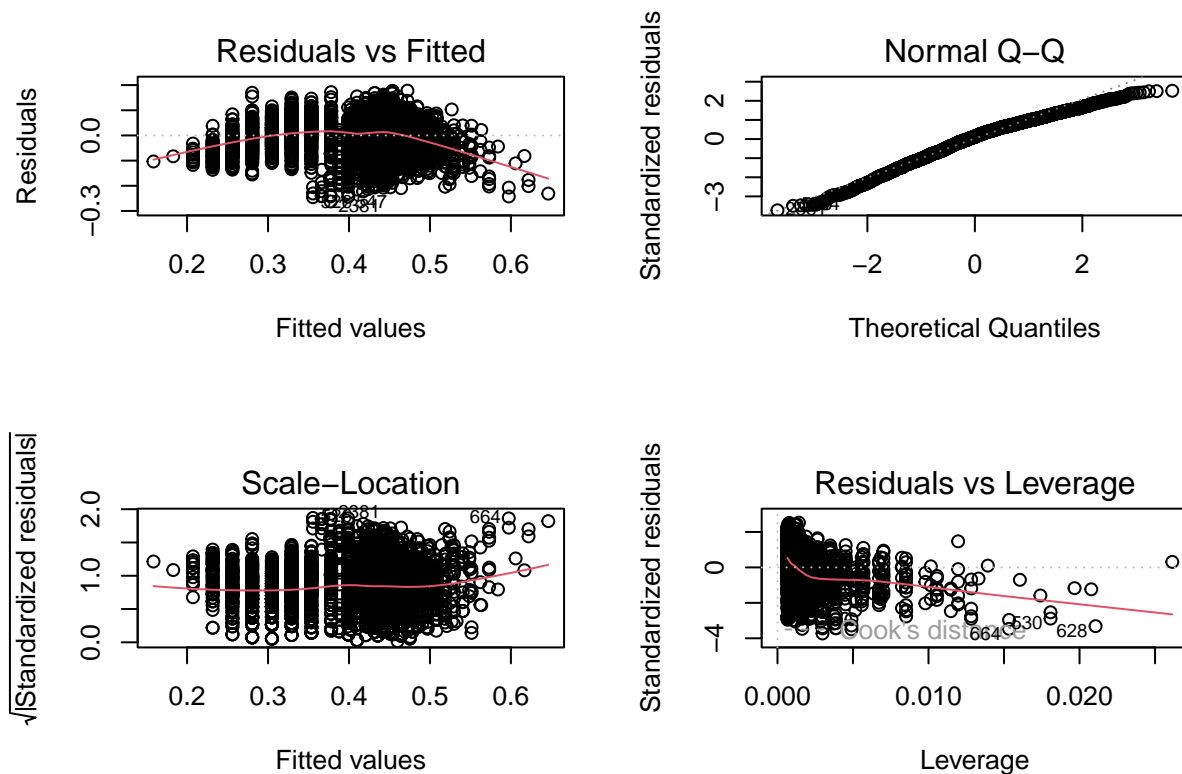 Residuals vs Fitted
Residuals
0.0
−0.3
2381
0.2 0.3 0.4 0.5 0.6
Fitted values
Normal Q−Q
Standardized residuals
2
0
−3
−2 0 2
Theoretical Quantiles
Scale−Location
√|Standardized residuals|
2.0
1.0
0.0
2381
664
0.2 0.3 0.4 0.5 0.6
Fitted values
Residuals vs Leverage
Standardized residuals
0
−4
Cook's distance
664
530
628
0.000 0.010 0.020
Leverage